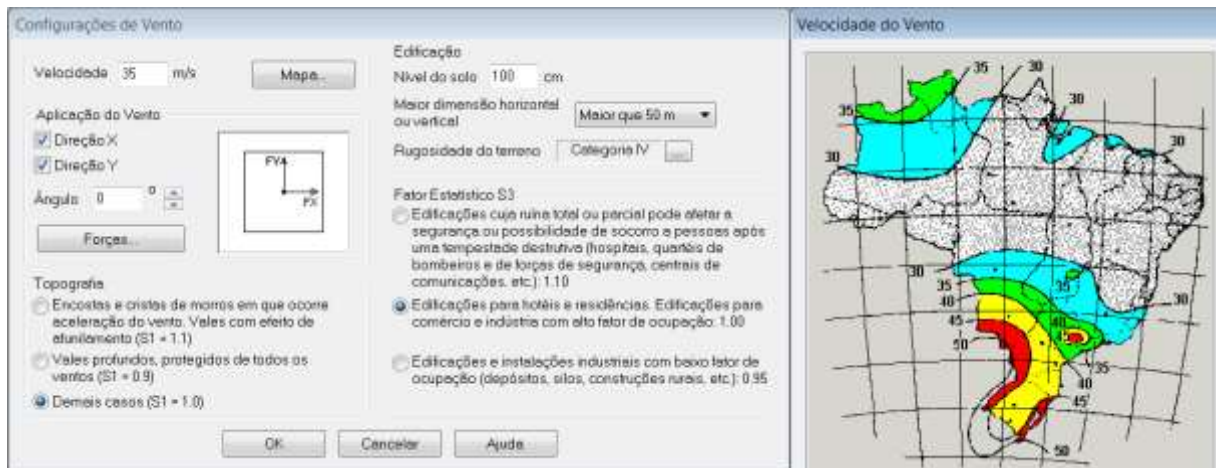 Configurações de Vento
Velocidade 35 m/s Mapa...
Aplicação do Vento
Direção X
Direção Y
Ângulo 0 °
Forças...
FY
FX
Topografia
Encostas e cristas de morros em que ocorre
aceleração do vento. Vales com efeito de
afunilamento (S1 = 1.1)
Vales profundos, protegidos de todos os
ventos (S1 = 0.9)
Demais casos (S1 = 1.0)
Edificação
Nível do solo 100 cm
Maior dimensão horizontal
ou vertical
Maior que 50 m
Rugosidade do terreno Categoria IV ...
Fator Estatístico S3
Edificações cuja ruína total ou parcial pode afetar a
segurança ou possibilidade de socorro a pessoas após
uma tempestade destrutiva (hospitais, quartéis de
bombeiros e de forças de segurança, centrais de
comunicações, etc.): 1.10
Edificações para hotéis e residências. Edificações para
comércio e indústria com alto fator de ocupação: 1.00
Edificações e instalações industriais com baixo fator de
ocupação (depósitos, silos, construções rurais, etc.): 0.95
OK Cancelar Ajuda
Velocidade do Vento
35 30
30
35
30
30
30
35
40
45
50
30
40
45
35
40
45
50